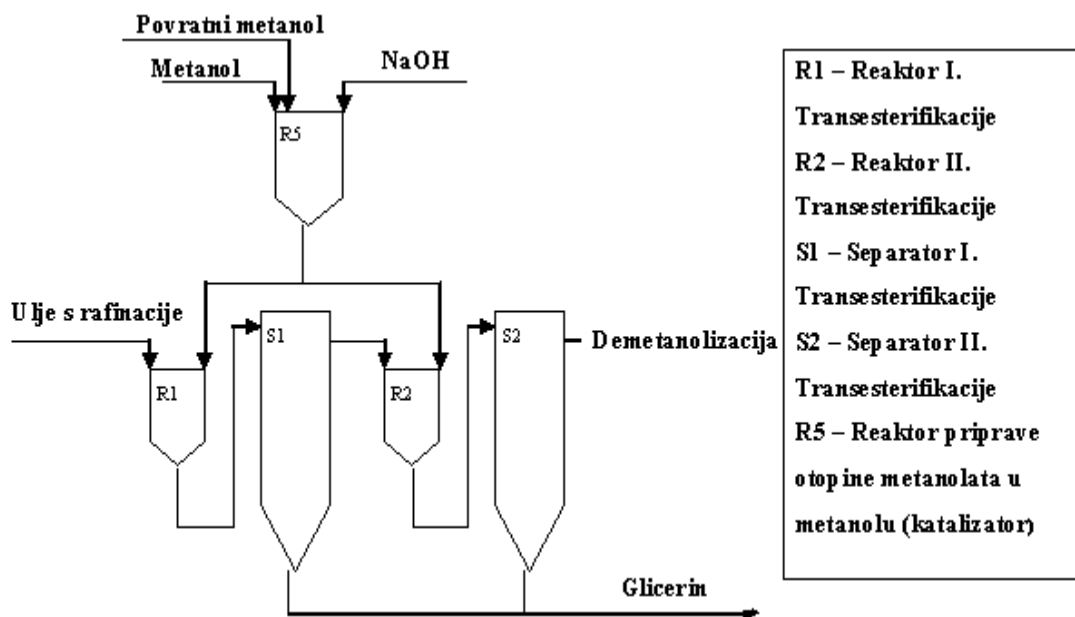 Povratni metanol
Metanol
NaOH
R5
Ulje s rafinacije
R1
S1
R2
S2
Demetanolizacija
Glicerin
R1 – Reaktor I.
Transesterifikacije
R2 – Reaktor II.
Transesterifikacije
S1 – Separator I.
Transesterifikacije
S2 – Separator II.
Transesterifikacije
R5 – Reaktor priprave
otopine metanolata u
metanolu (katalizator)